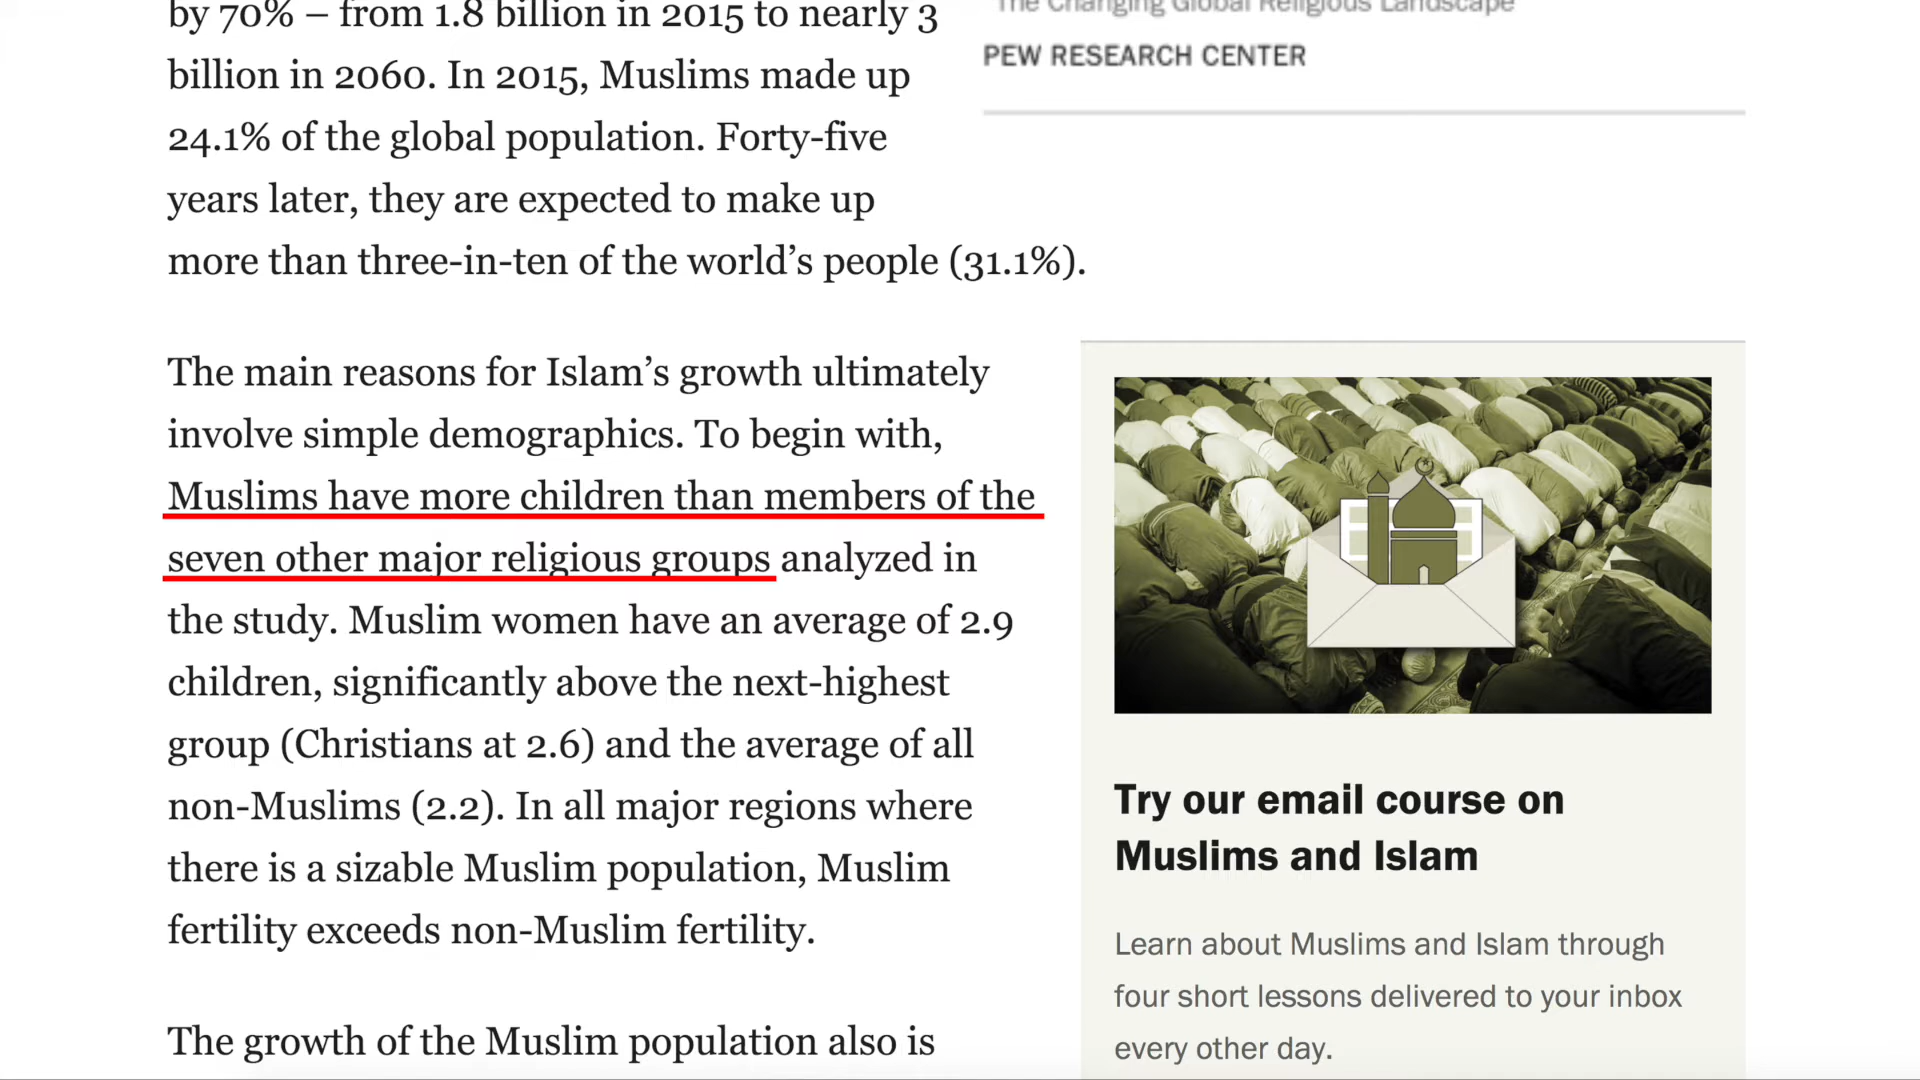 by 70% – from 1.8 billion in 2015 to nearly 3
billion in 2060. In 2015, Muslims made up
24.1% of the global population. Forty-five
years later, they are expected to make up
more than three-in-ten of the world’s people (31.1%).
The main reasons for Islam’s growth ultimately
involve simple demographics. To begin with,
Muslims have more children than members of the
seven other major religious groups analyzed in
the study. Muslim women have an average of 2.9
children, significantly above the next-highest
group (Christians at 2.6) and the average of all
non-Muslims (2.2). In all major regions where
there is a sizable Muslim population, Muslim
fertility exceeds non-Muslim fertility.
The growth of the Muslim population also is
The Changing Global Religious Landscape
PEW RESEARCH CENTER
Try our email course on
Muslims and Islam
Learn about Muslims and Islam through
four short lessons delivered to your inbox
every other day.